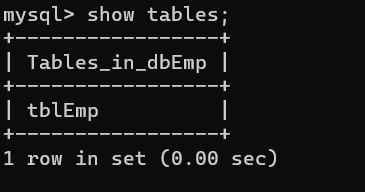 mysql> show tables;
+------------------+
| Tables_in_dbEmp |
+------------------+
| tblEmp          |
+------------------+
1 row in set (0.00 sec)